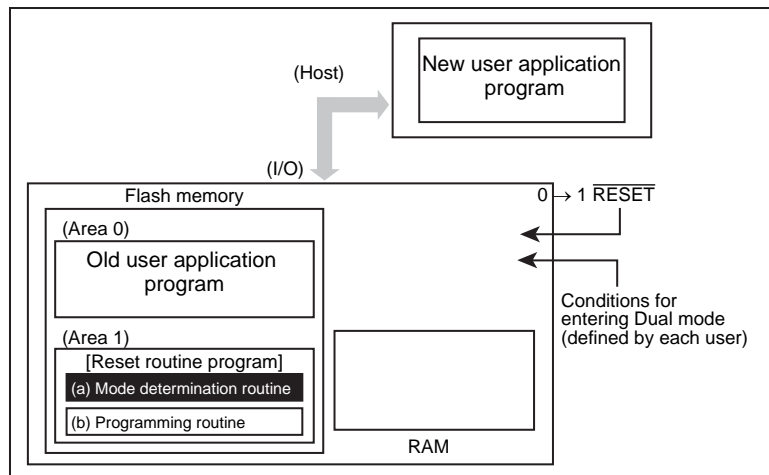 New user application
program
(Host)
(I/O)
Flash memory
0 → 1 RESET
(Area 0)
Old user application
program
Conditions for
entering Dual mode
(defined by each user)
(Area 1)
[Reset routine program]
(a) Mode determination routine
(b) Programming routine
RAM